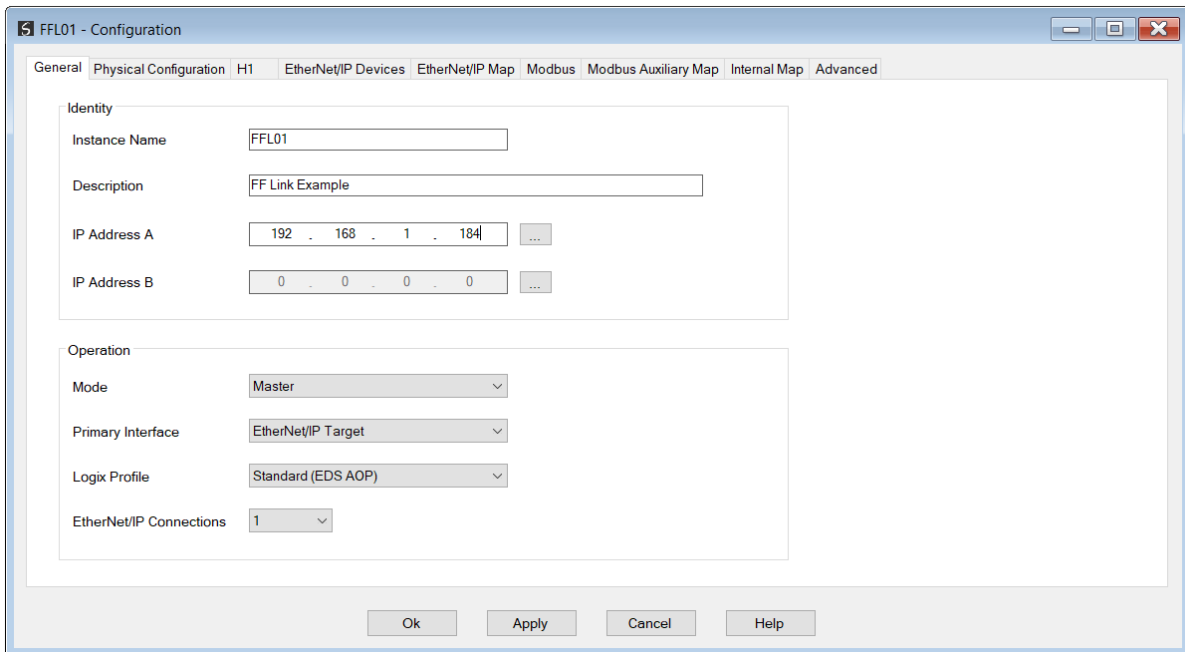 FFL01 - Configuration
General Physical Configuration H1 EtherNet/IP Devices EtherNet/IP Map Modbus Modbus Auxiliary Map Internal Map Advanced
Identity
Instance Name FFL01
Description FF Link Example
IP Address A 192 . 168 . 1 . 184 ...
IP Address B 0 . 0 . 0 . 0 ...
Operation
Mode Master
Primary Interface EtherNet/IP Target
Logix Profile Standard (EDS AOP)
EtherNet/IP Connections 1
Ok Apply Cancel Help